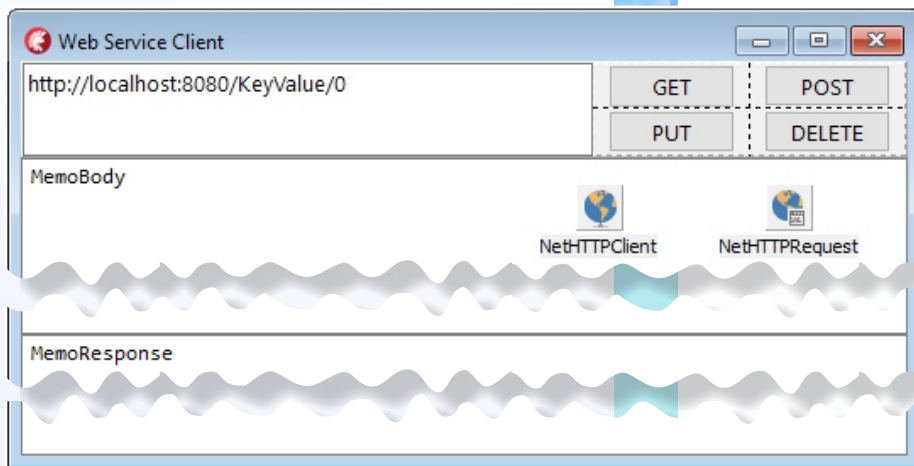 Web Service Client
http://localhost:8080/KeyValue/0
GET POST
PUT DELETE
MemoBody
NetHTTPClient NetHTTPRequest
MemoResponse